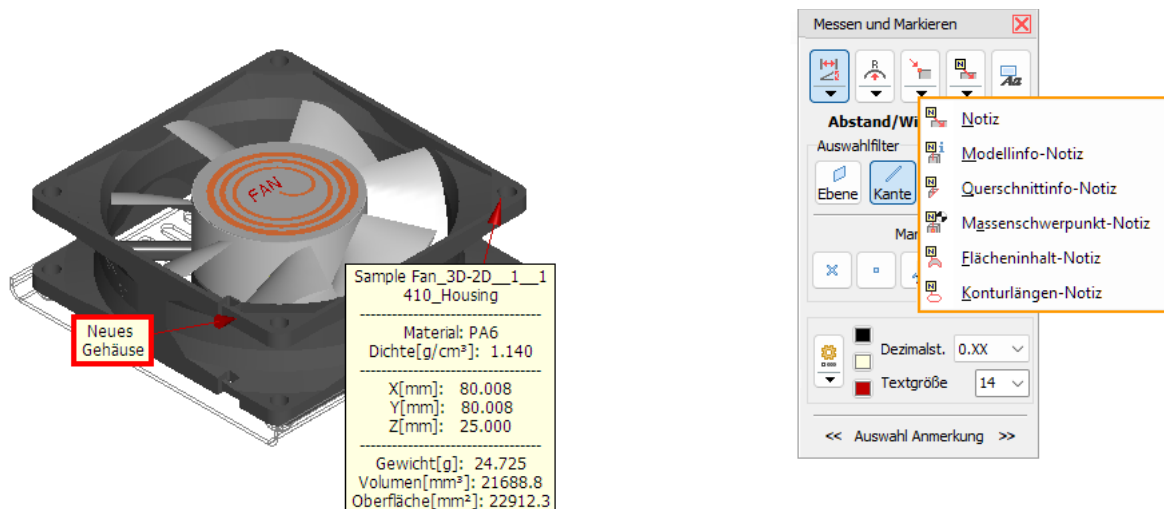 FAN
Neues
Gehäuse
Sample Fan_3D-2D__1__1
410_Housing
--------------------------------
Material: PA6
Dichte[g/cm³]: 1.140
--------------------------------
X[mm]: 80.008
Y[mm]: 80.008
Z[mm]: 25.000
--------------------------------
Gewicht[g]: 24.725
Volumen[mm³]: 21688.8
Oberfläche[mm²]: 22912.3
Messen und Markieren
R
N
Aa
Abstand/Wi
Auswahlfilter
Ebene
Kante
Mar
N Notiz
N i Modellinfo-Notiz
N Querschnittinfo-Notiz
N Massenschwerpunkt-Notiz
N Flächeninhalt-Notiz
N Konturlängen-Notiz
Dezimalst. 0.XX
Textgröße 14
<< Auswahl Anmerkung >>